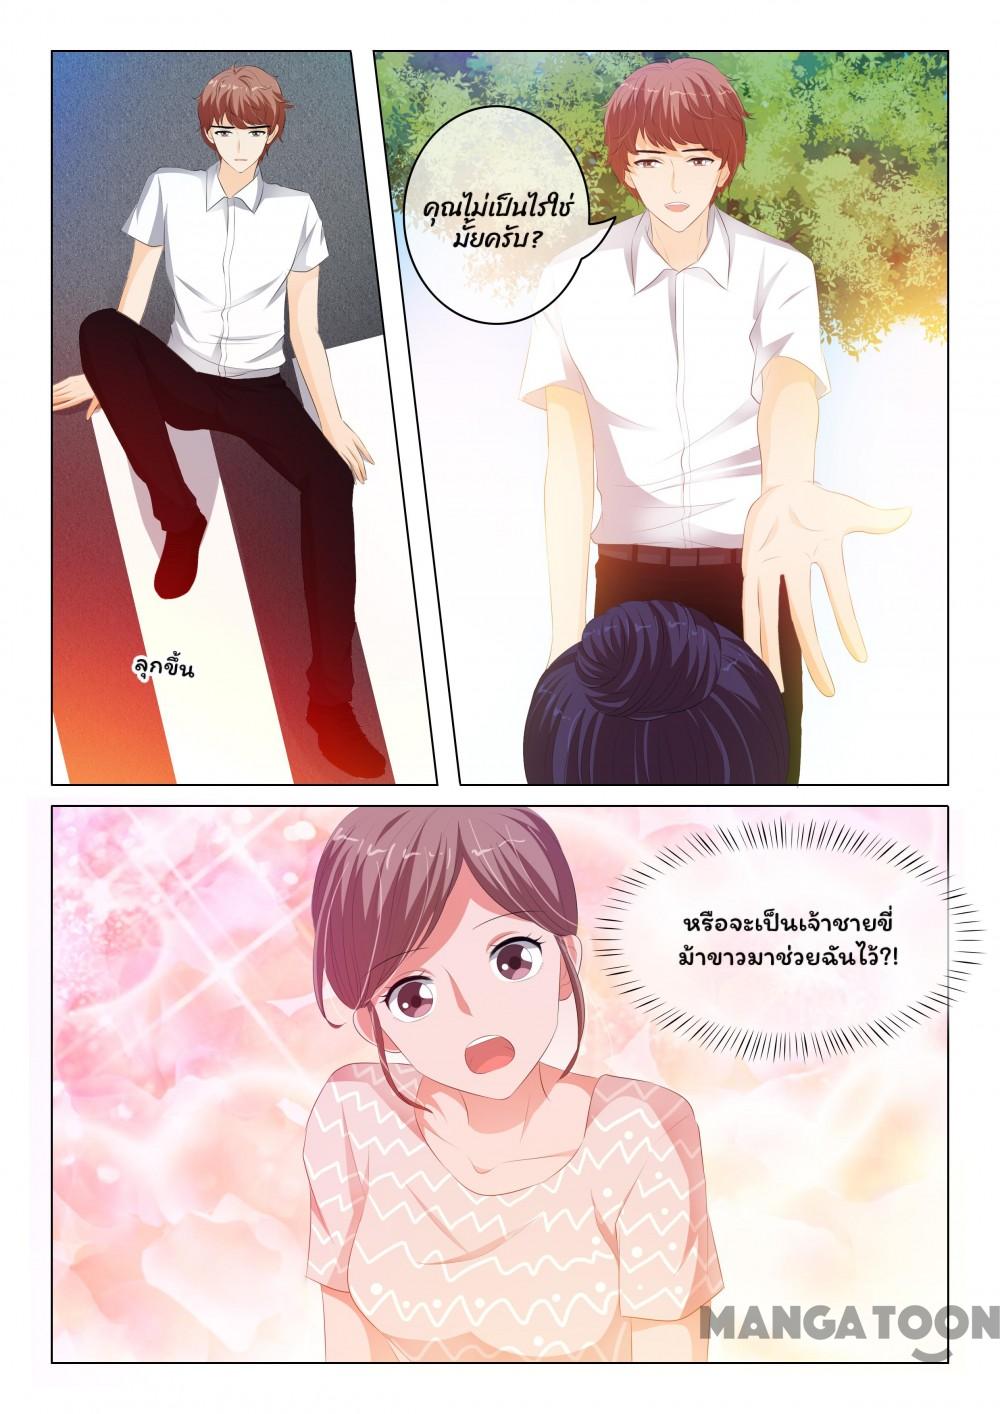 คุณไม่เป็นไรใช่
มั้ยครับ?
ลุกขึ้น
หรือจะเป็นเจ้าชายขี่
ม้าขาวมาช่วยฉันไว้?!
MANGATOON